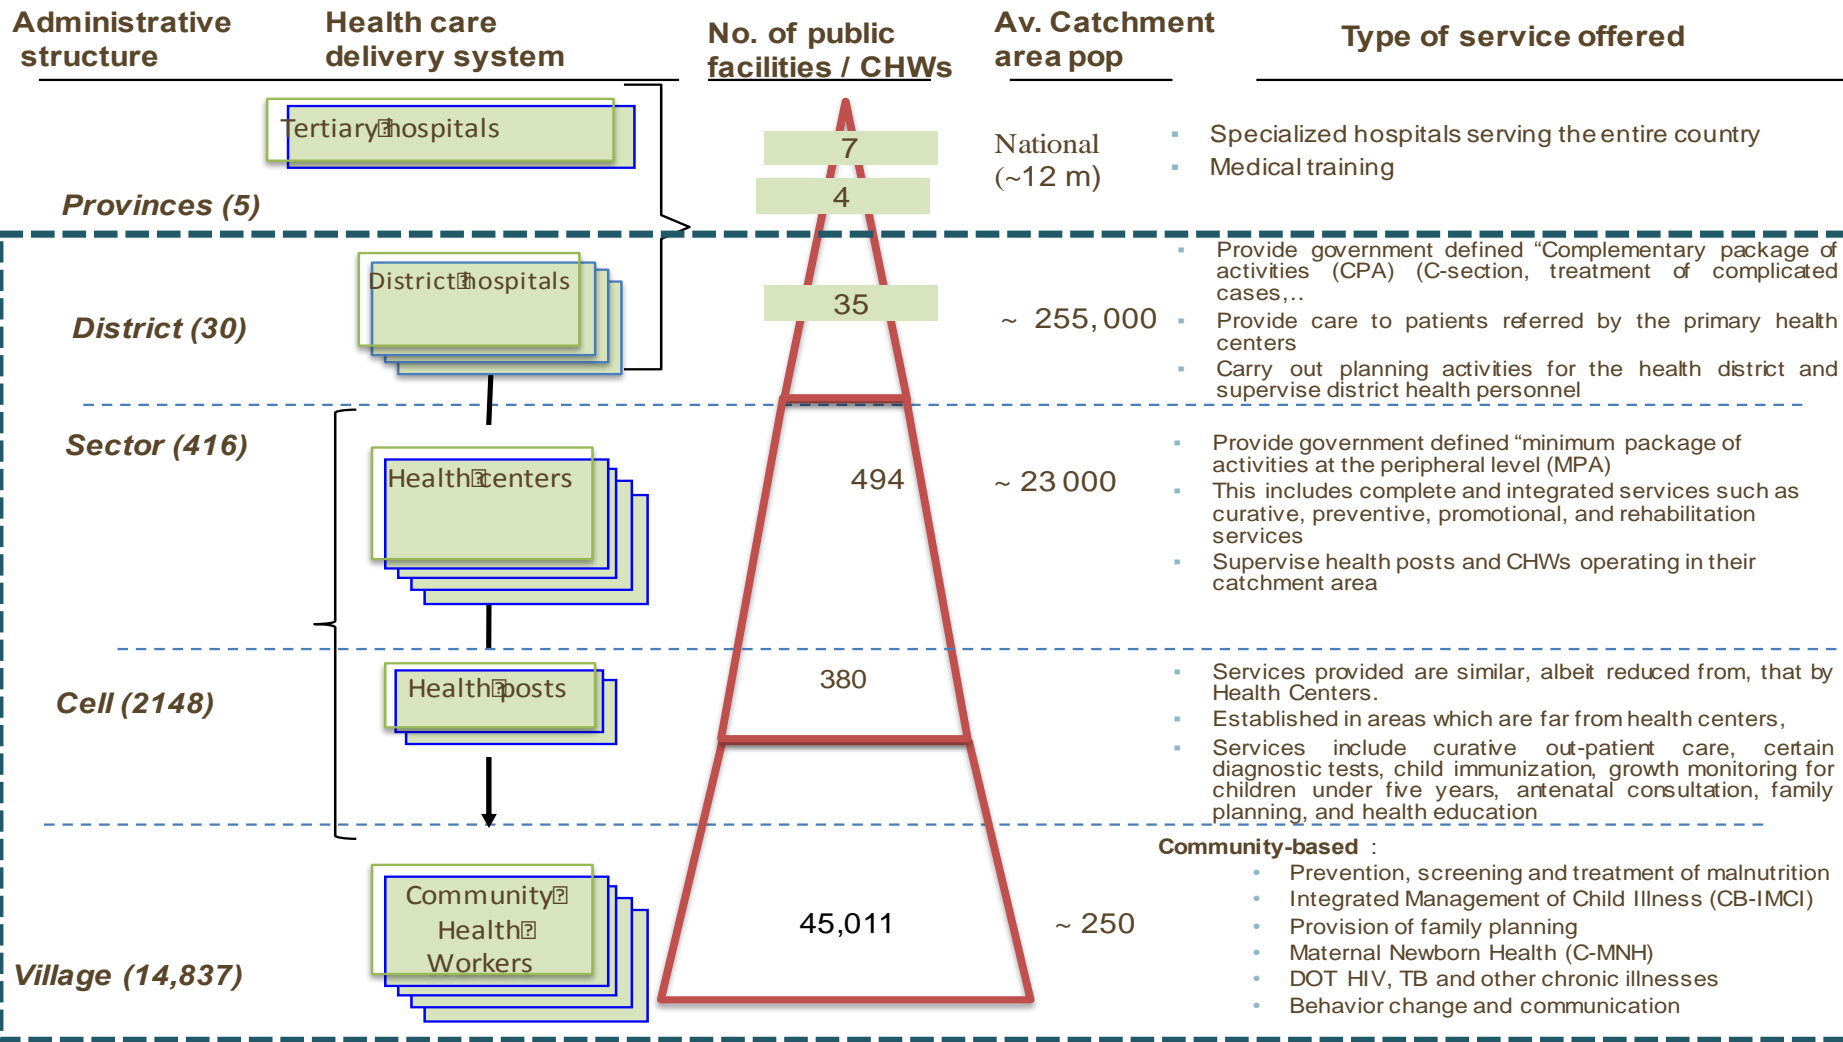 Administrative
structure
Health care
delivery system
No. of public
facilities / CHWs
Av. Catchment
area pop
Type of service offered
Tertiary⍰hospitals
7
National
(~12 m)
Specialized hospitals serving the entire country
Medical training
Provinces (5)
4
District⍰hospitals
District (30)
35
~ 255,000
Provide government defined “Complementary package of
activities (CPA) (C-section, treatment of complicated
cases,..
Provide care to patients referred by the primary health
centers
Carry out planning activities for the health district and
supervise district health personnel
Sector (416)
Health⍰centers
494
~ 23 000
Provide government defined “minimum package of
activities at the peripheral level (MPA)
This includes complete and integrated services such as
curative, preventive, promotional, and rehabilitation
services
Supervise health posts and CHWs operating in their
catchment area
Cell (2148)
Health⍰posts
380
Services provided are similar, albeit reduced from, that by
Health Centers.
Established in areas which are far from health centers,
Services include curative out-patient care, certain
diagnostic tests, child immunization, growth monitoring for
children under five years, antenatal consultation, family
planning, and health education
Village (14,837)
Community⍰
Health⍰
Workers
45,011
~ 250
Community-based :
Prevention, screening and treatment of malnutrition
Integrated Management of Child Illness (CB-IMCI)
Provision of family planning
Maternal Newborn Health (C-MNH)
DOT HIV, TB and other chronic illnesses
Behavior change and communication